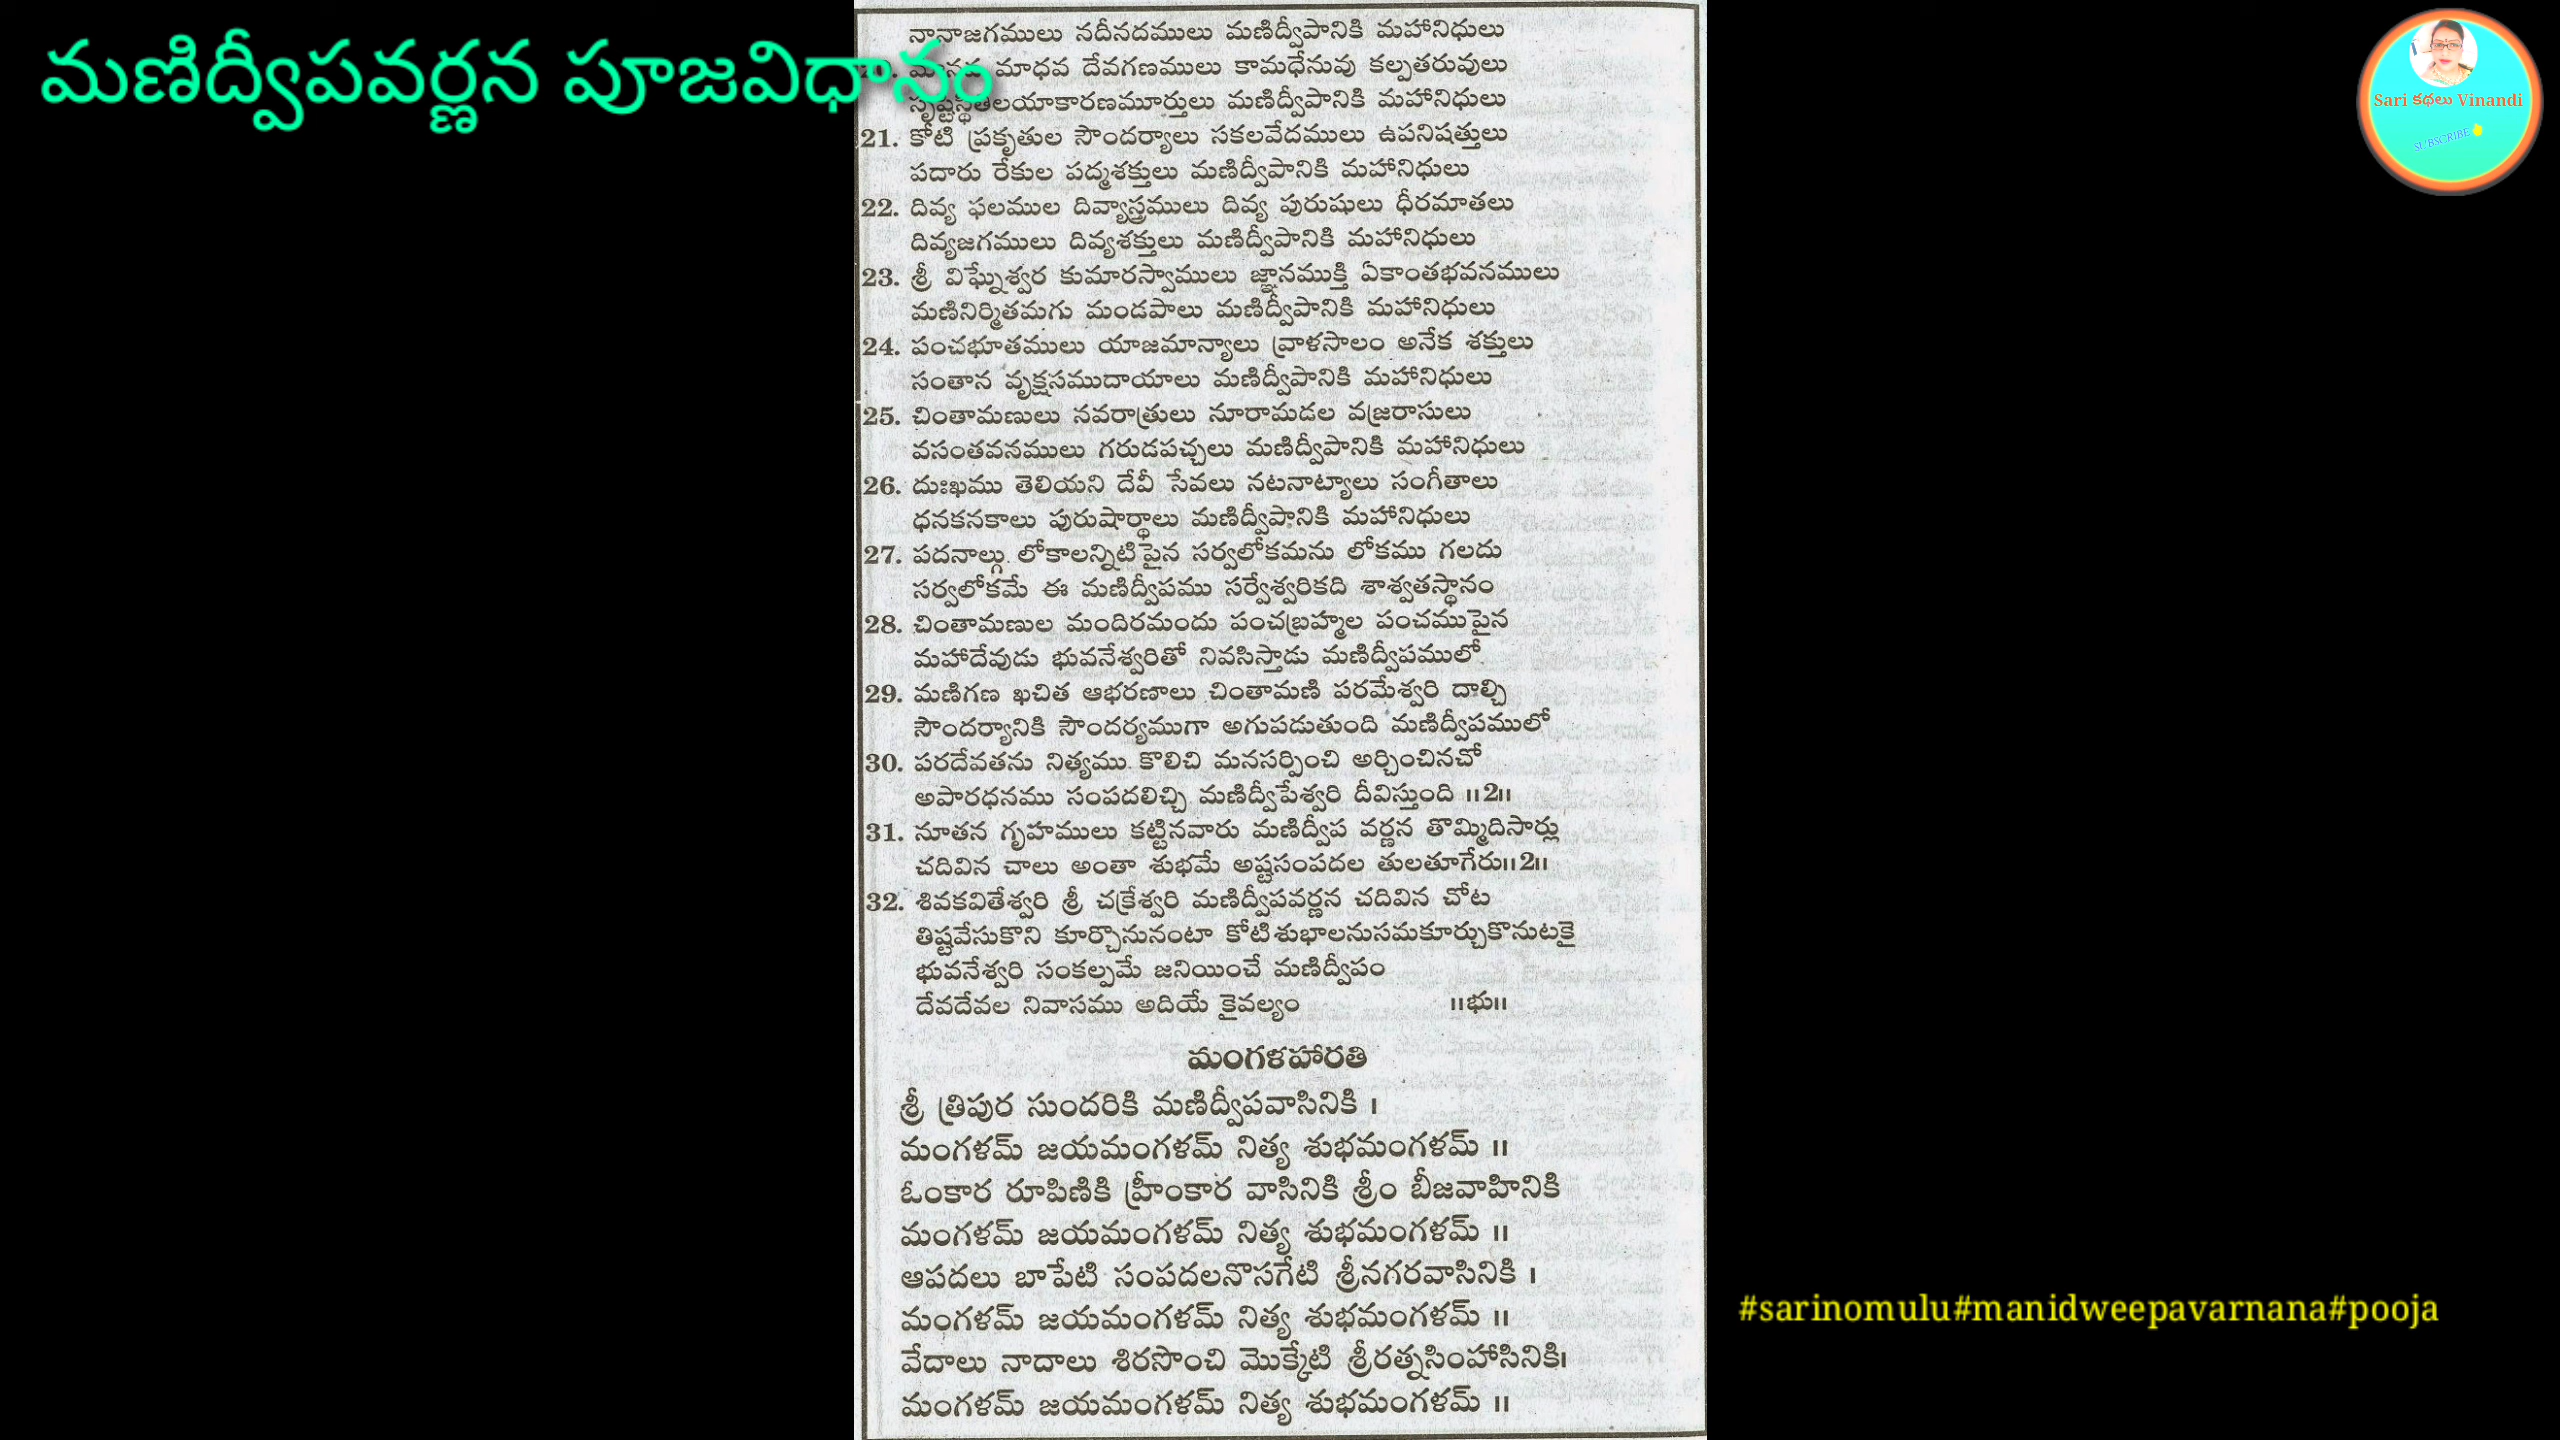 మణిద్వీపవర్ణన పూజవిధానం
నానాజగములు నదీనదములు మణిద్వీపానికి మహానిధులు
మాధవ దేవగణములు కామధేనువు కల్పతరువులు
సృష్టిస్థితిలయాకారణమూర్తులు మణిద్వీపానికి మహానిధులు
21. కోటి ప్రకృతుల సౌందర్యాలు సకలవేదములు ఉపనిషత్తులు
పదారు రేకుల పద్మశక్తులు మణిద్వీపానికి మహానిధులు
22. దివ్య ఫలముల దివ్యాస్త్రములు దివ్య పురుషులు ధీరమాతలు
దివ్యజగములు దివ్యశక్తులు మణిద్వీపానికి మహానిధులు
23. శ్రీ విఘ్నేశ్వర కుమారస్వాములు జ్ఞానముక్తి ఏకాంతభవనములు
మణినిర్మితమగు మండపాలు మణిద్వీపానికి మహానిధులు
24. పంచభూతములు యాజమాన్యాలు వ్రాళసాలం అనేక శక్తులు
సంతాన వృక్షసముదాయాలు మణిద్వీపానికి మహానిధులు
25. చింతామణులు నవరాత్రులు నూరామడల వజ్రరాసులు
వసంతవనములు గరుడపచ్చలు మణిద్వీపానికి మహానిధులు
26. దుఃఖము తెలియని దేవీ సేవలు నటనాట్యాలు సంగీతాలు
ధనకనకాలు పురుషార్థాలు మణిద్వీపానికి మహానిధులు
27. పదనాల్గు లోకాలన్నిటిపైన సర్వలోకమను లోకము గలదు
సర్వలోకమే ఈ మణిద్వీపము సర్వేశ్వరికది శాశ్వతస్థానం
28. చింతామణుల మందిరమందు పంచబ్రహ్మల పంచముపైన
మహాదేవుడు భువనేశ్వరితో నివసిస్తాడు మణిద్వీపములో
29. మణిగణ ఖచిత ఆభరణాలు చింతామణి పరమేశ్వరి దాల్చి
సౌందర్యానికి సౌందర్యముగా అగుపడుతుంది మణిద్వీపములో
30. పరదేవతను నిత్యము కొలిచి మనసర్పించి అర్చించినచో
అపారధనము సంపదలిచ్చి మణిద్వీపేశ్వరి దీవిస్తుంది ॥2॥
31. నూతన గృహములు కట్టినవారు మణిద్వీప వర్ణన తొమ్మిదిసార్లు
చదివిన చాలు అంతా శుభమే అష్టసంపదల తులతూగేరు॥2॥
32. శివకవితేశ్వరి శ్రీ చక్రేశ్వరి మణిద్వీపవర్ణన చదివిన చోట
తిష్టవేసుకొని కూర్చొనునంటా కోటిశుభాలనుసమకూర్చుకొనుటకై
భువనేశ్వరి సంకల్పమే జనియించే మణిద్వీపం
దేవదేవల నివాసము అదియే కైవల్యం ॥భు॥
మంగళహారతి
శ్రీ త్రిపుర సుందరికి మణిద్వీపవాసినికి ।
మంగళమ్ జయమంగళమ్ నిత్య శుభమంగళమ్ ॥
ఓంకార రూపిణికి హ్రీంకార వాసినికి శ్రీం బీజవాహినికి
మంగళమ్ జయమంగళమ్ నిత్య శుభమంగళమ్ ॥
ఆపదలు బాపేటి సంపదలనొసగేటి శ్రీనగరవాసినికి ।
మంగళమ్ జయమంగళమ్ నిత్య శుభమంగళమ్ ॥
వేదాలు నాదాలు శిరసొంచి మొక్కేటి శ్రీరత్నసింహాసినికి।
మంగళమ్ జయమంగళమ్ నిత్య శుభమంగళమ్ ॥
Sari కథలు Vinandi
SUBSCRIBE
#sarinomulu#manidweepavarnana#pooja